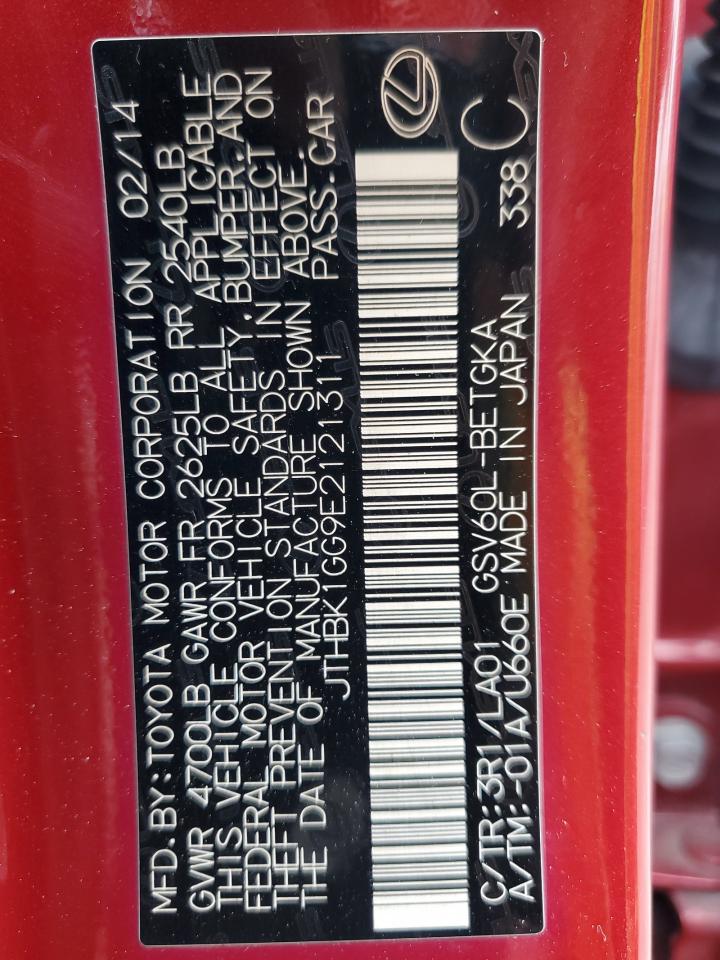 MFD.BY:TOYOTA MOTOR CORPORATION 02/14
GVWR 4700LB GAWR FR 2625LB RR 2540LB
THIS VEHICLE CONFORMS TO ALL APPLICABLE
FEDERAL MOTOR VEHICLE SAFETY,BUMPER,AND
THEFT PREVENTION STANDARDS IN EFFECT ON
THE DATE OF MANUFACTURE SHOWN ABOVE.
JTHBK1GG9E2121311 PASS.CAR
C/TR:3R1/LA01 GSV60L-BETGKA
A/TM:-01A/U660E MADE IN JAPAN 338 C